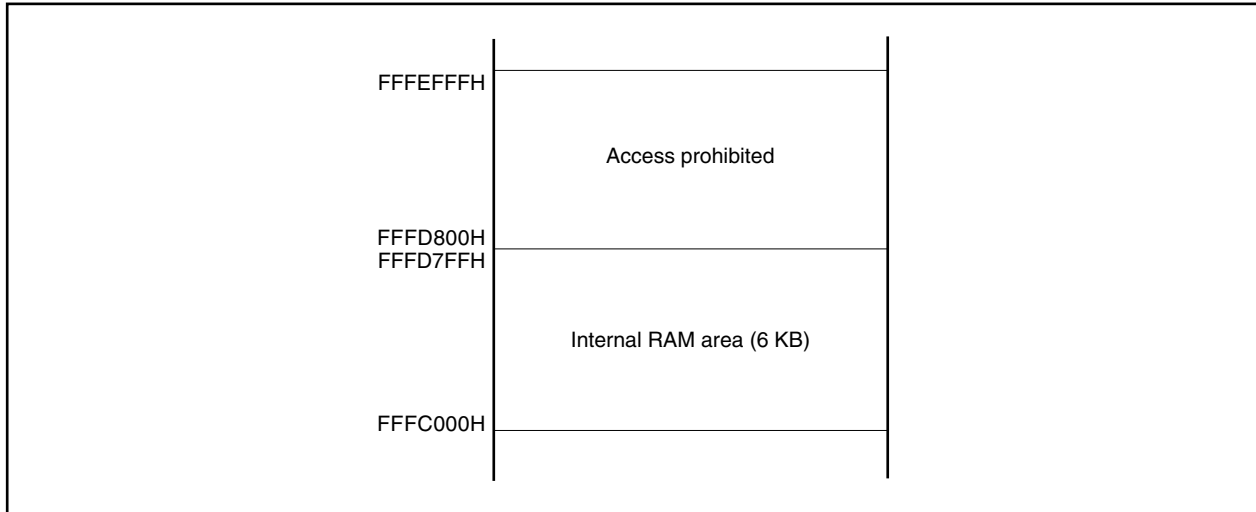 FFFEFFFH
Access prohibited
FFFD800H
FFFD7FFH
Internal RAM area (6 KB)
FFFC000H